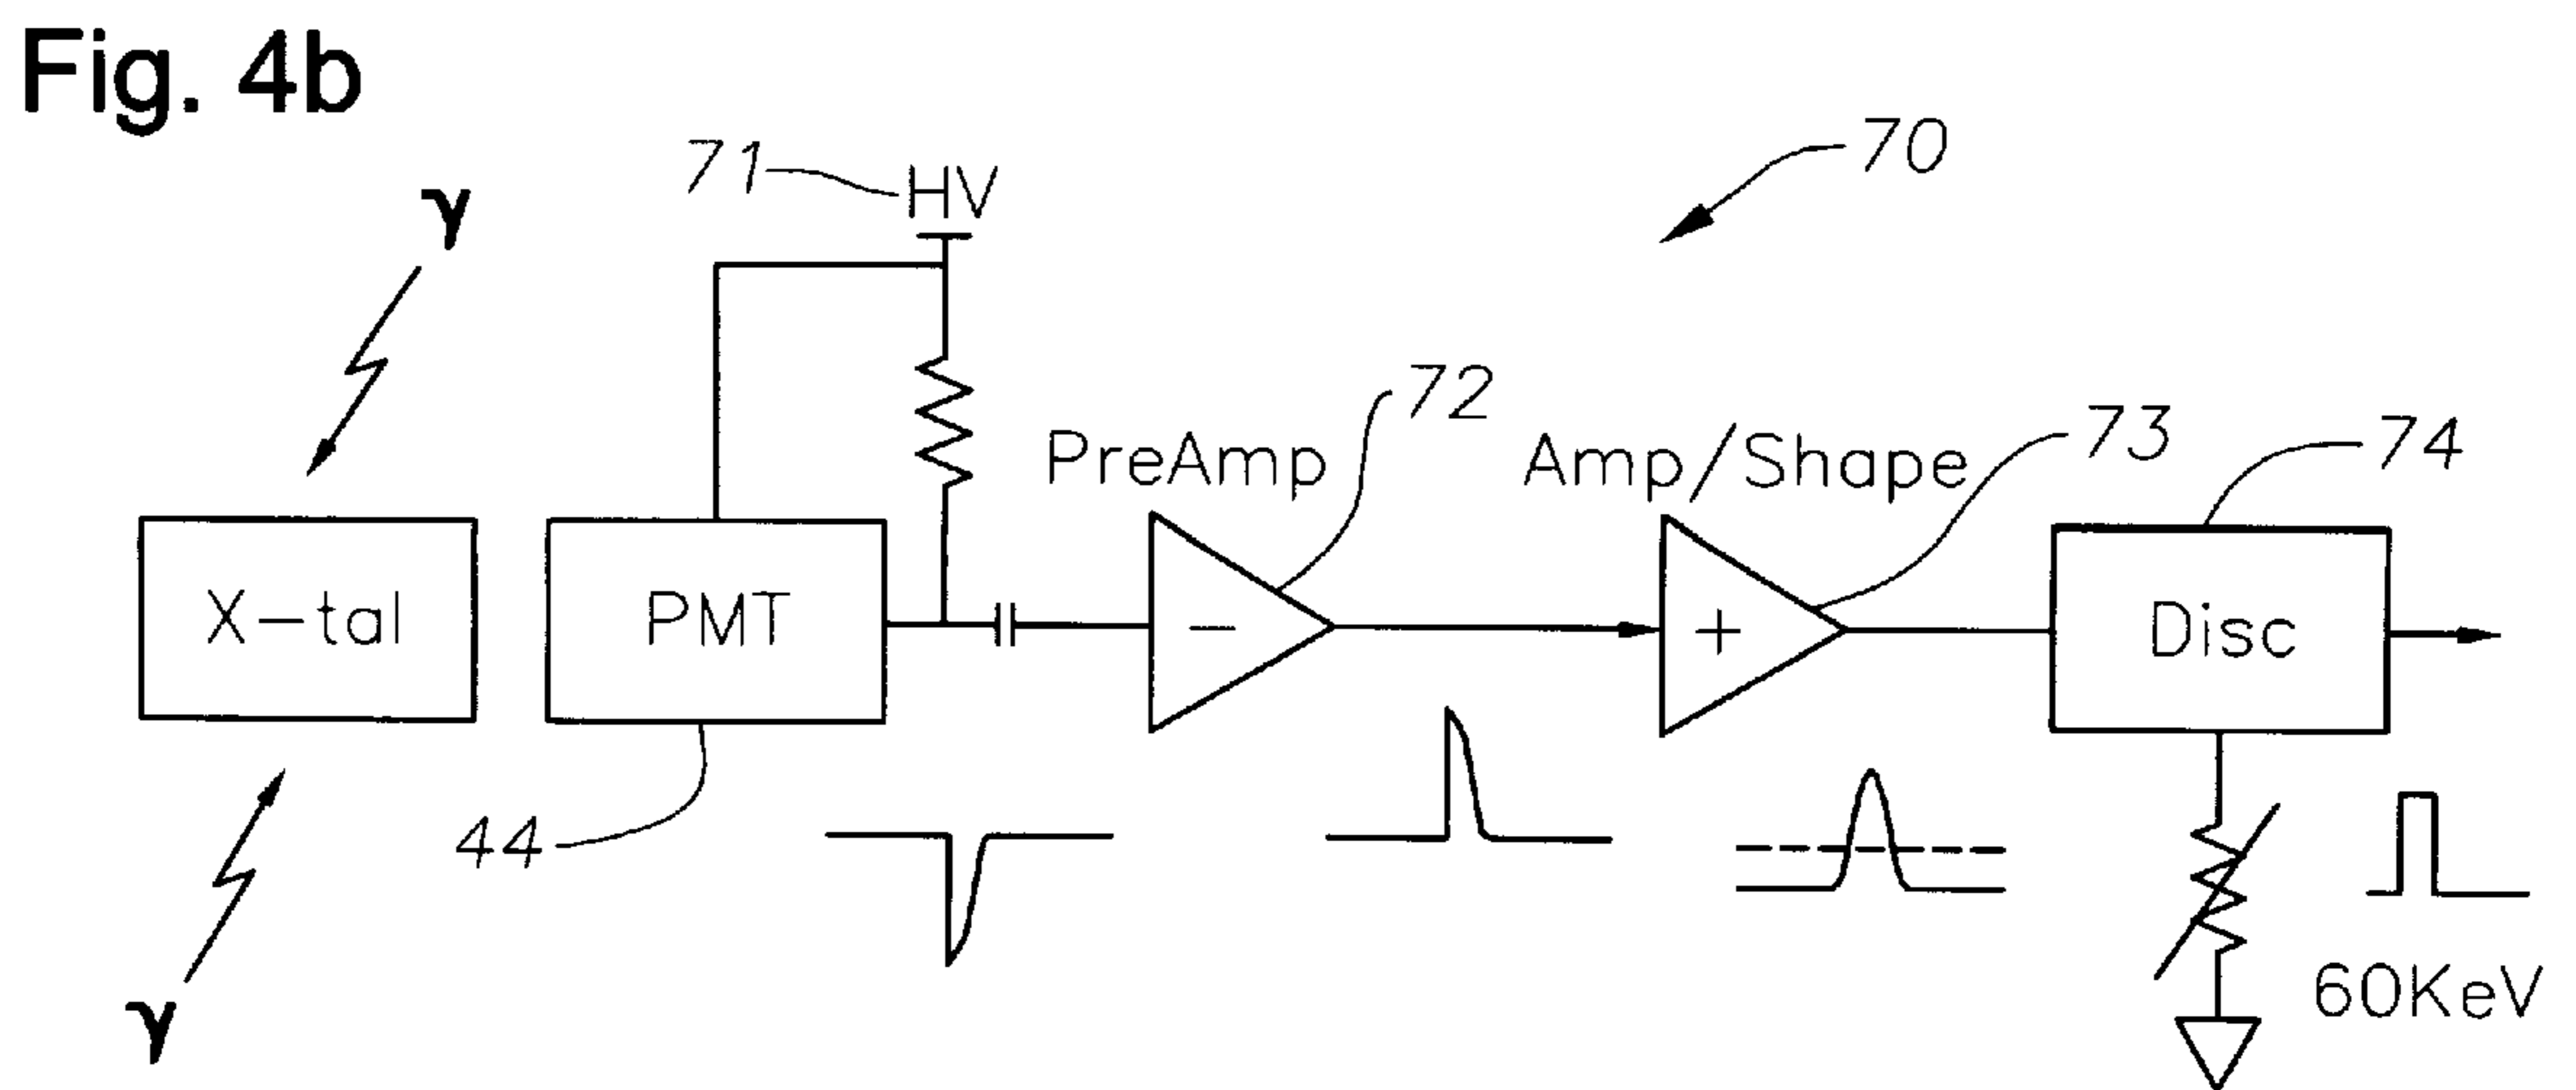 Fig. 4b
70
71 HV
γ
72
PreAmp
Amp/Shape
73
74
X-tal
PMT
-
+
Disc
44
60KeV
γ